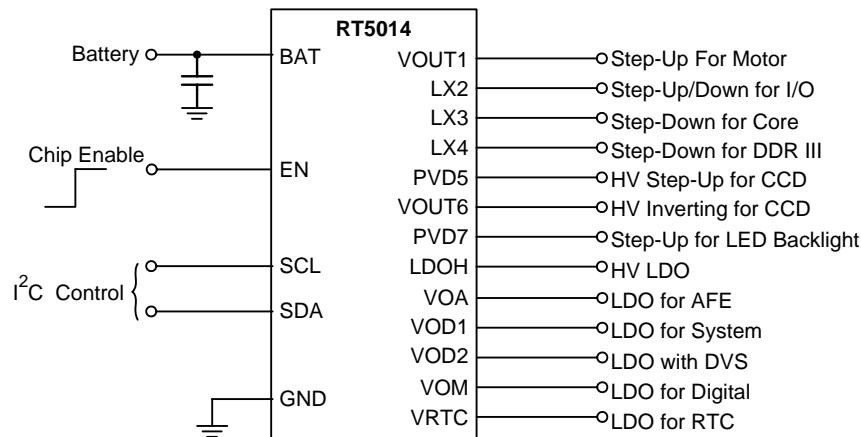 RT5014
Battery
BAT
Chip Enable
EN
I²C Control
SCL
SDA
GND
VOUT1 Step-Up For Motor
LX2 Step-Up/Down for I/O
LX3 Step-Down for Core
LX4 Step-Down for DDR III
PVD5 HV Step-Up for CCD
VOUT6 HV Inverting for CCD
PVD7 Step-Up for LED Backlight
LDOH HV LDO
VOA LDO for AFE
VOD1 LDO for System
VOD2 LDO with DVS
VOM LDO for Digital
VRTC LDO for RTC